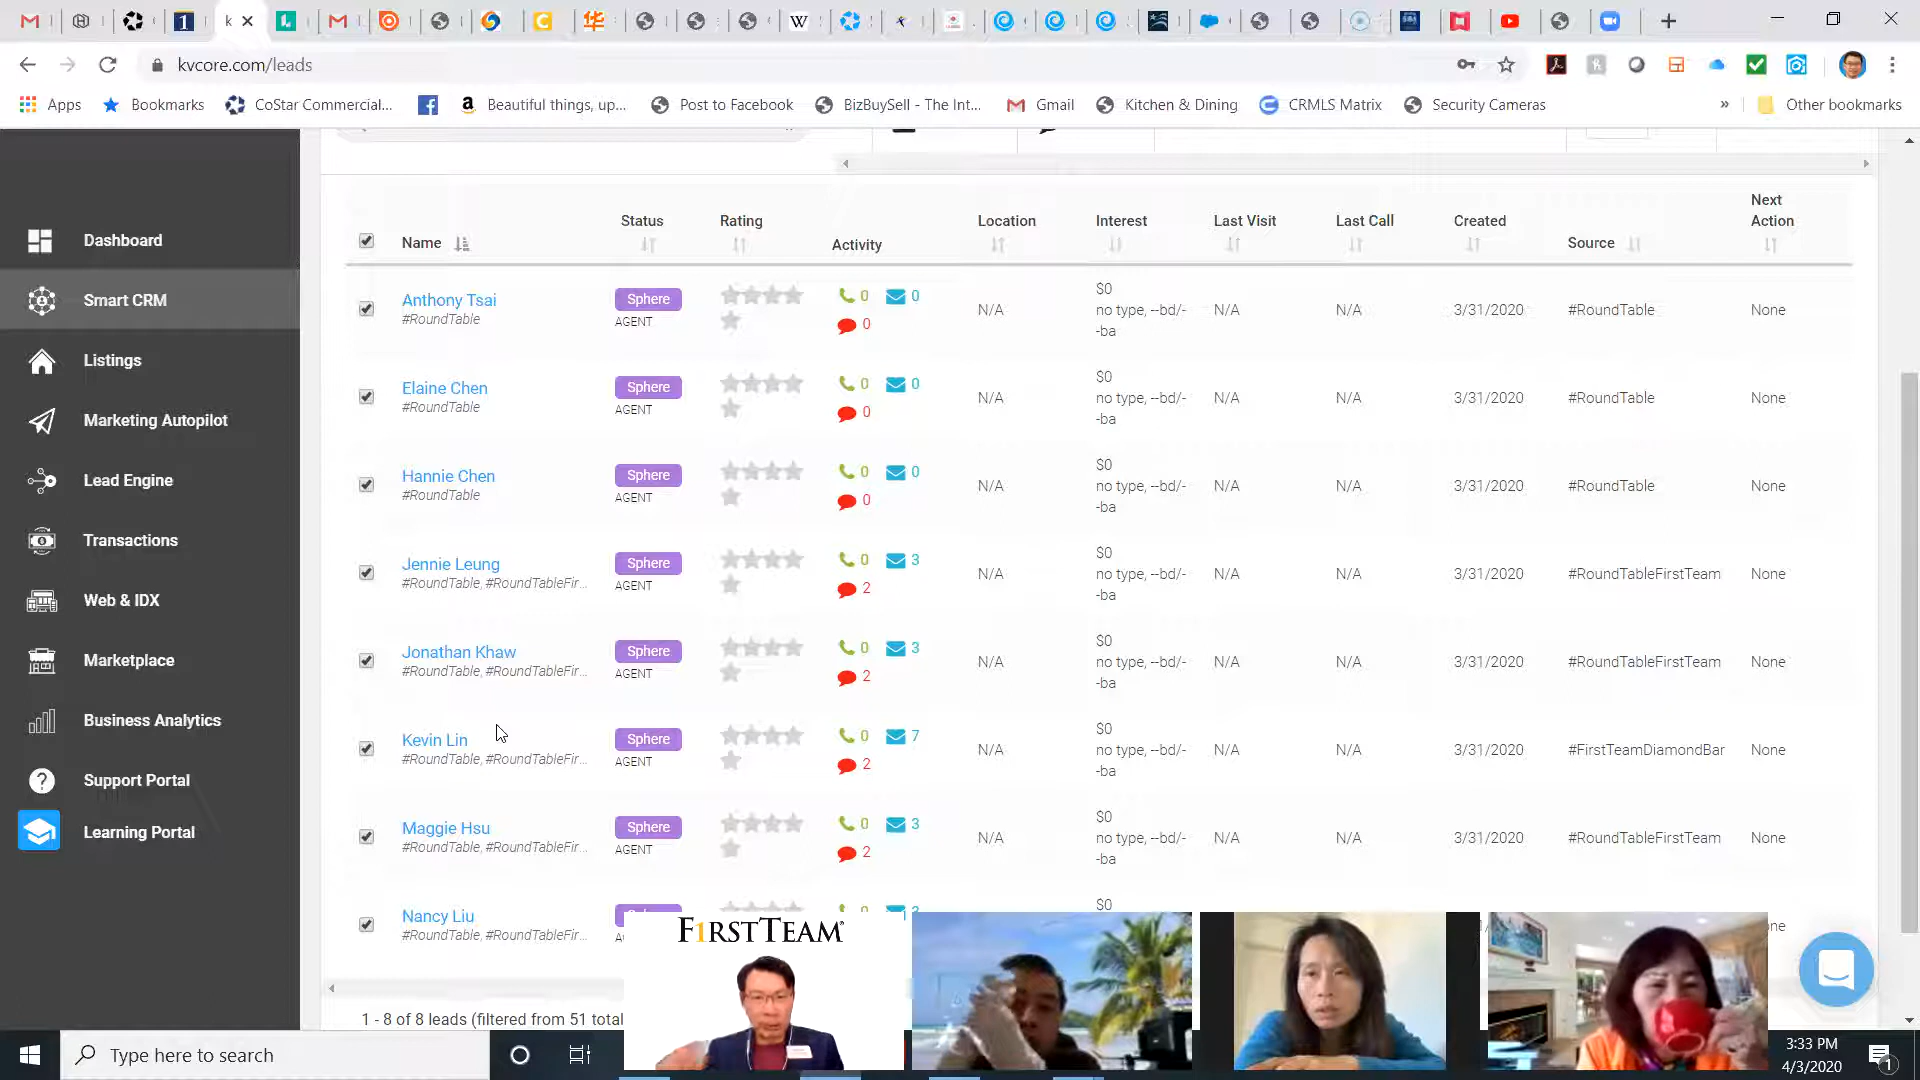 kvcore.com/leads
Apps Bookmarks CoStar Commercial... Beautiful things, up... Post to Facebook BizBuySell - The Int... Gmail Kitchen & Dining CRMLS Matrix Security Cameras » Other bookmarks
Dashboard
Smart CRM
Listings
Marketing Autopilot
Lead Engine
Transactions
Web & IDX
Marketplace
Business Analytics
Support Portal
Learning Portal
Name Status Rating Activity Location Interest Last Visit Last Call Created Source Next Action
Anthony Tsai
#RoundTable
Sphere
AGENT
0 0
0
N/A
$0
no type, --bd/-
-ba
N/A N/A 3/31/2020 #RoundTable None
Elaine Chen
#RoundTable
Sphere
AGENT
0 0
0
N/A
$0
no type, --bd/-
-ba
N/A N/A 3/31/2020 #RoundTable None
Hannie Chen
#RoundTable
Sphere
AGENT
0 0
0
N/A
$0
no type, --bd/-
-ba
N/A N/A 3/31/2020 #RoundTable None
Jennie Leung
#RoundTable, #RoundTableFir...
Sphere
AGENT
0 3
2
N/A
$0
no type, --bd/-
-ba
N/A N/A 3/31/2020 #RoundTableFirstTeam None
Jonathan Khaw
#RoundTable, #RoundTableFir...
Sphere
AGENT
0 3
2
N/A
$0
no type, --bd/-
-ba
N/A N/A 3/31/2020 #RoundTableFirstTeam None
Kevin Lin
#RoundTable, #RoundTableFir...
Sphere
AGENT
0 7
2
N/A
$0
no type, --bd/-
-ba
N/A N/A 3/31/2020 #FirstTeamDiamondBar None
Maggie Hsu
#RoundTable, #RoundTableFir...
Sphere
AGENT
0 3
2
N/A
$0
no type, --bd/-
-ba
N/A N/A 3/31/2020 #RoundTableFirstTeam None
Nancy Liu
#RoundTable, #RoundTableFir...
$0
1 - 8 of 8 leads (filtered from 51 total
F1RSTTEAM®
Type here to search
3:33 PM
4/3/2020
1